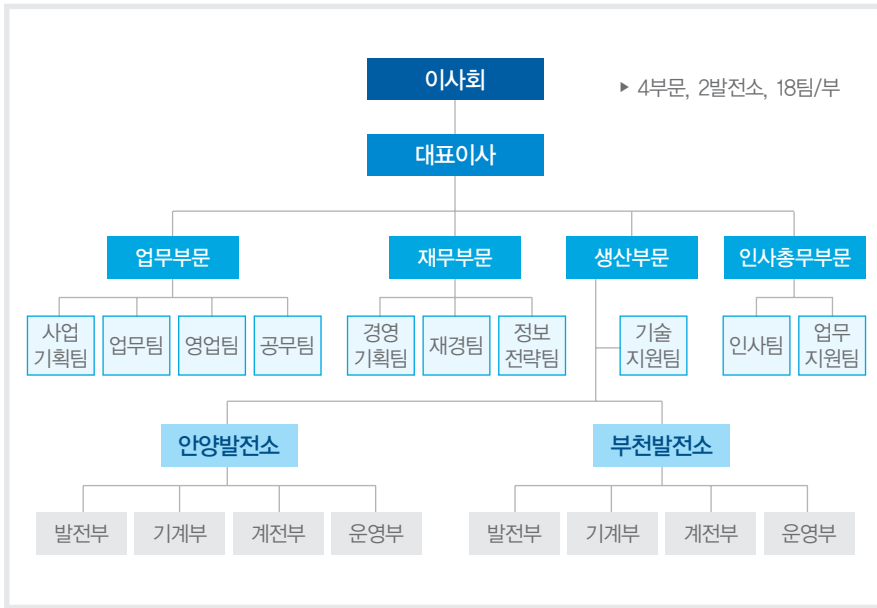 이사회
▶ 4부문, 2발전소, 18팀/부
대표이사
업무부문
재무부문
생산부문
인사총무부문
사업
기획팀
업무팀
영업팀
공무팀
경영
기획팀
재경팀
정보
전략팀
기술
지원팀
인사팀
업무
지원팀
안양발전소
부천발전소
발전부
기계부
계전부
운영부
발전부
기계부
계전부
운영부